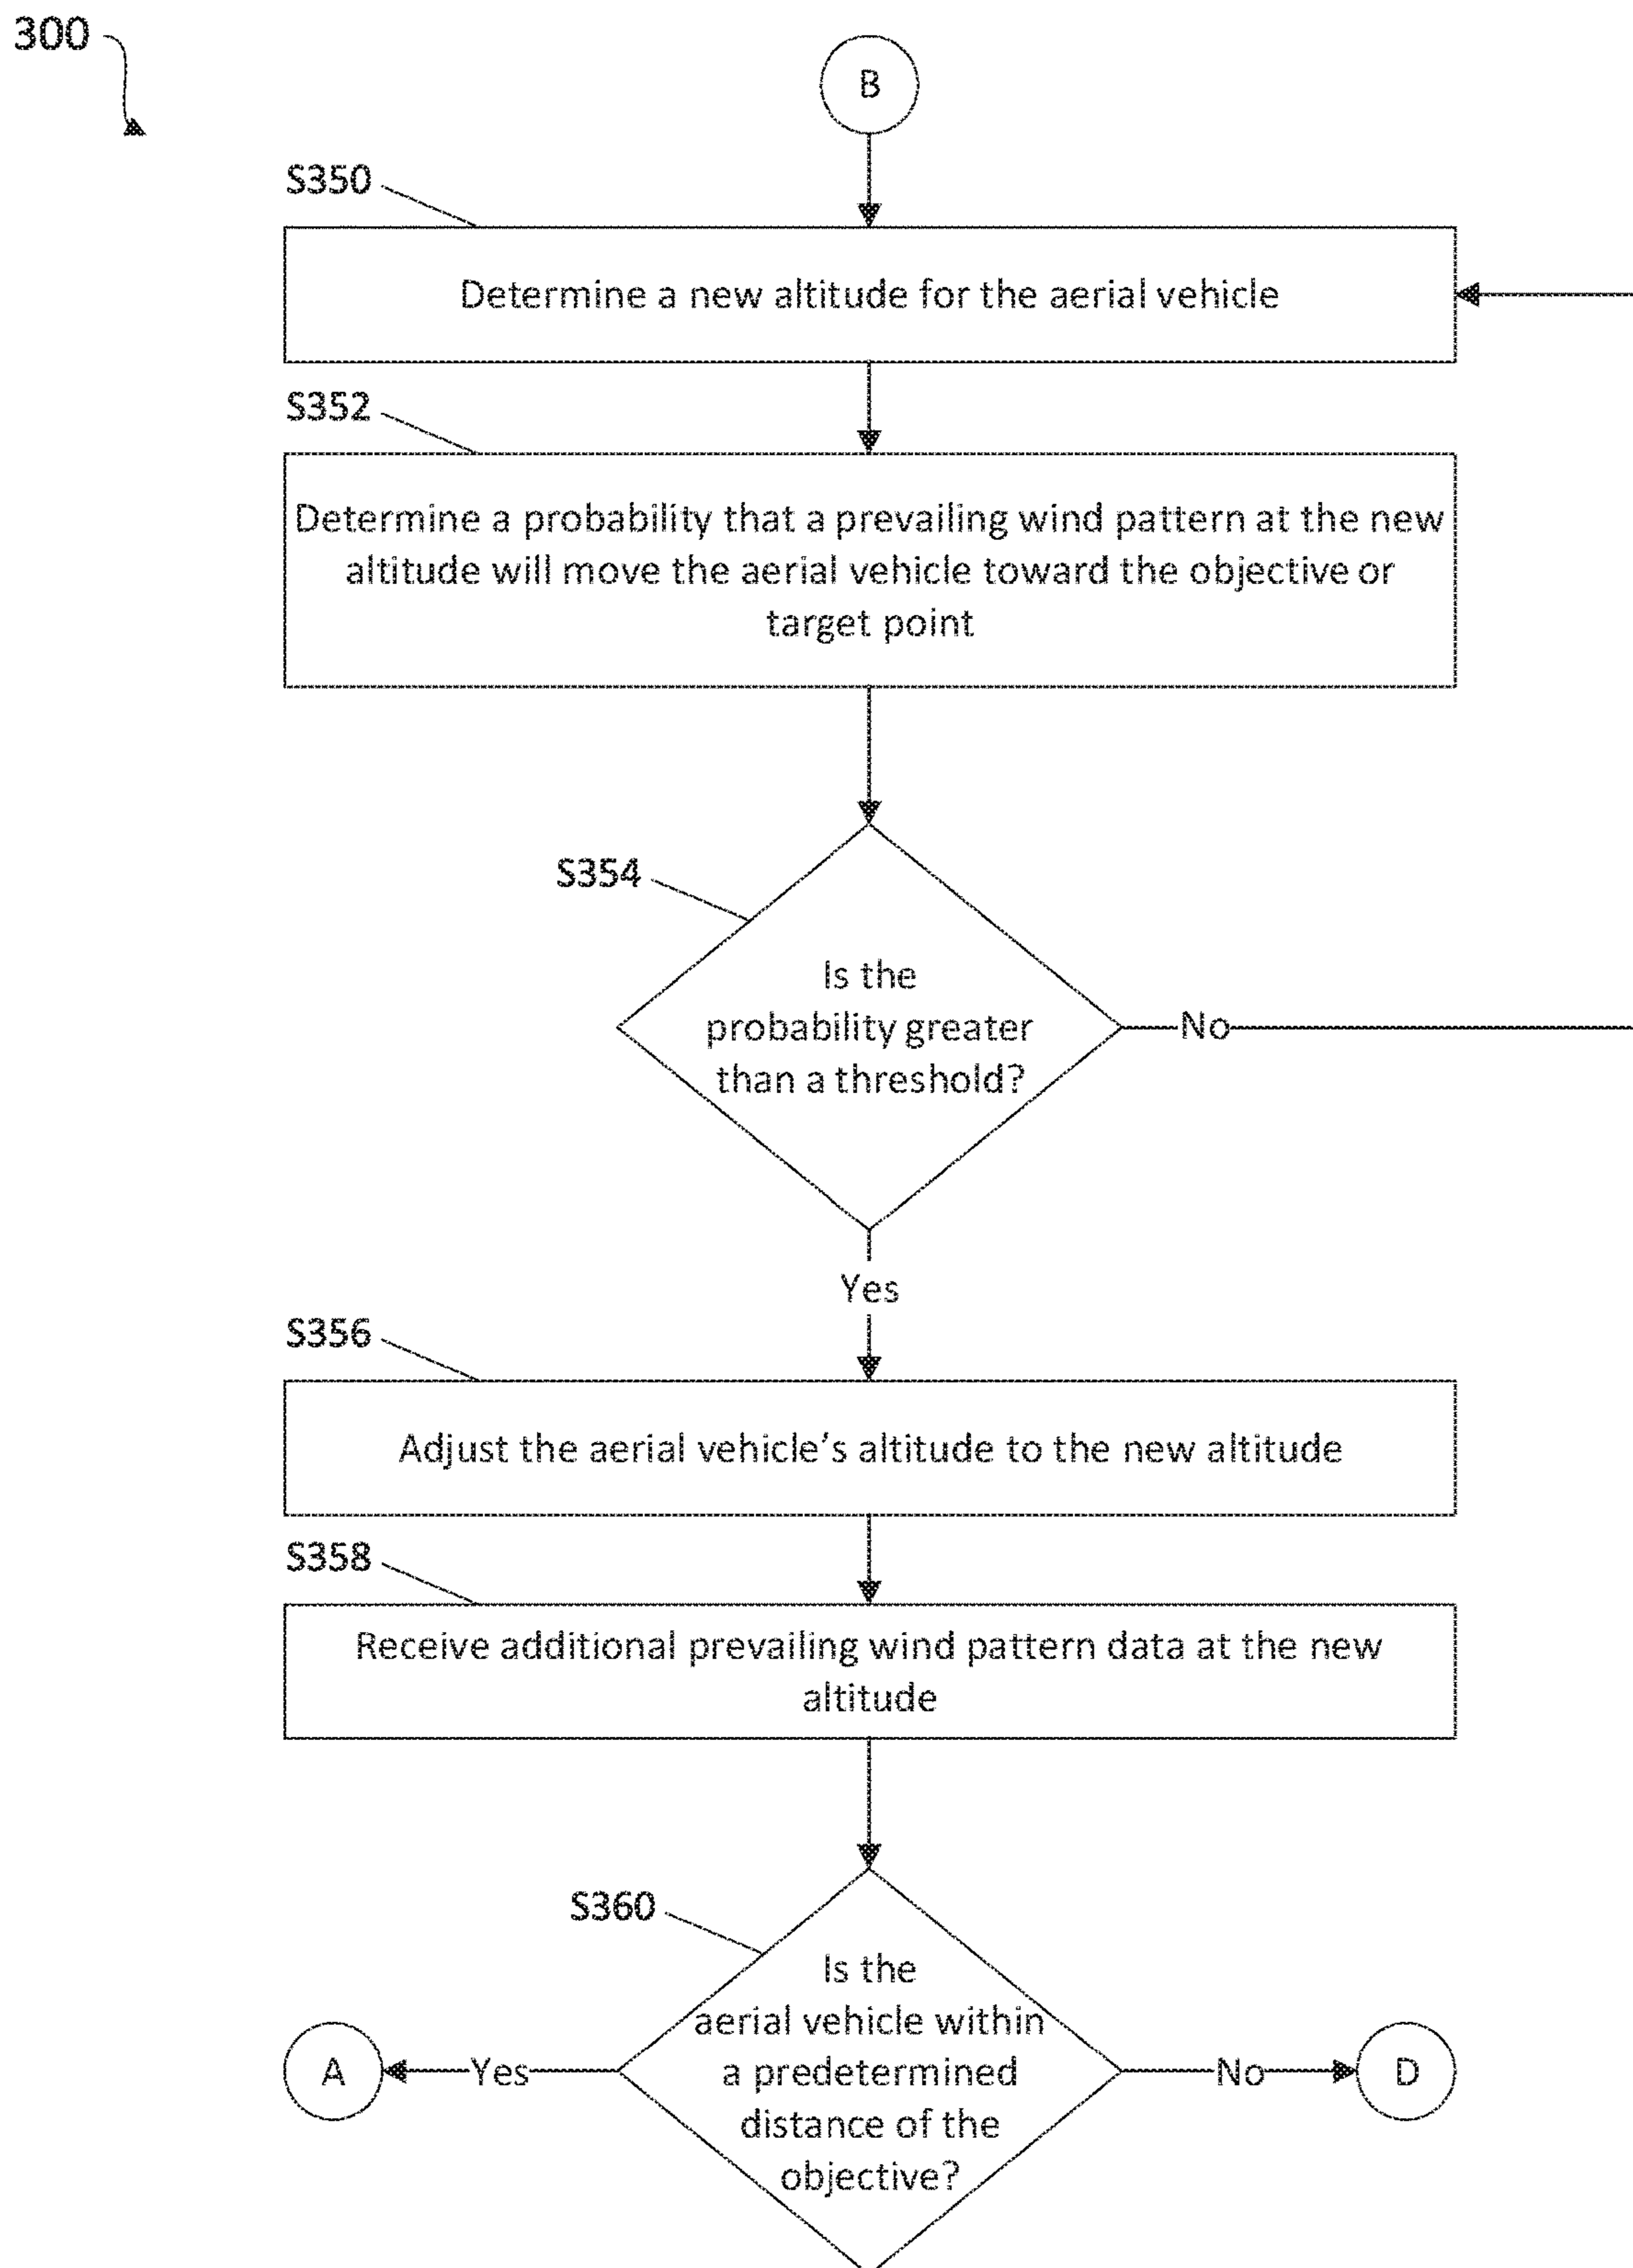 300
B
S350
Determine a new altitude for the aerial vehicle
S352
Determine a probability that a prevailing wind pattern at the new
altitude will move the aerial vehicle toward the objective or
target point
S354
Is the
probability greater
than a threshold?
No
Yes
S356
Adjust the aerial vehicle's altitude to the new altitude
S358
Receive additional prevailing wind pattern data at the new
altitude
S360
Is the
aerial vehicle within
a predetermined
distance of the
objective?
A
Yes
No
D